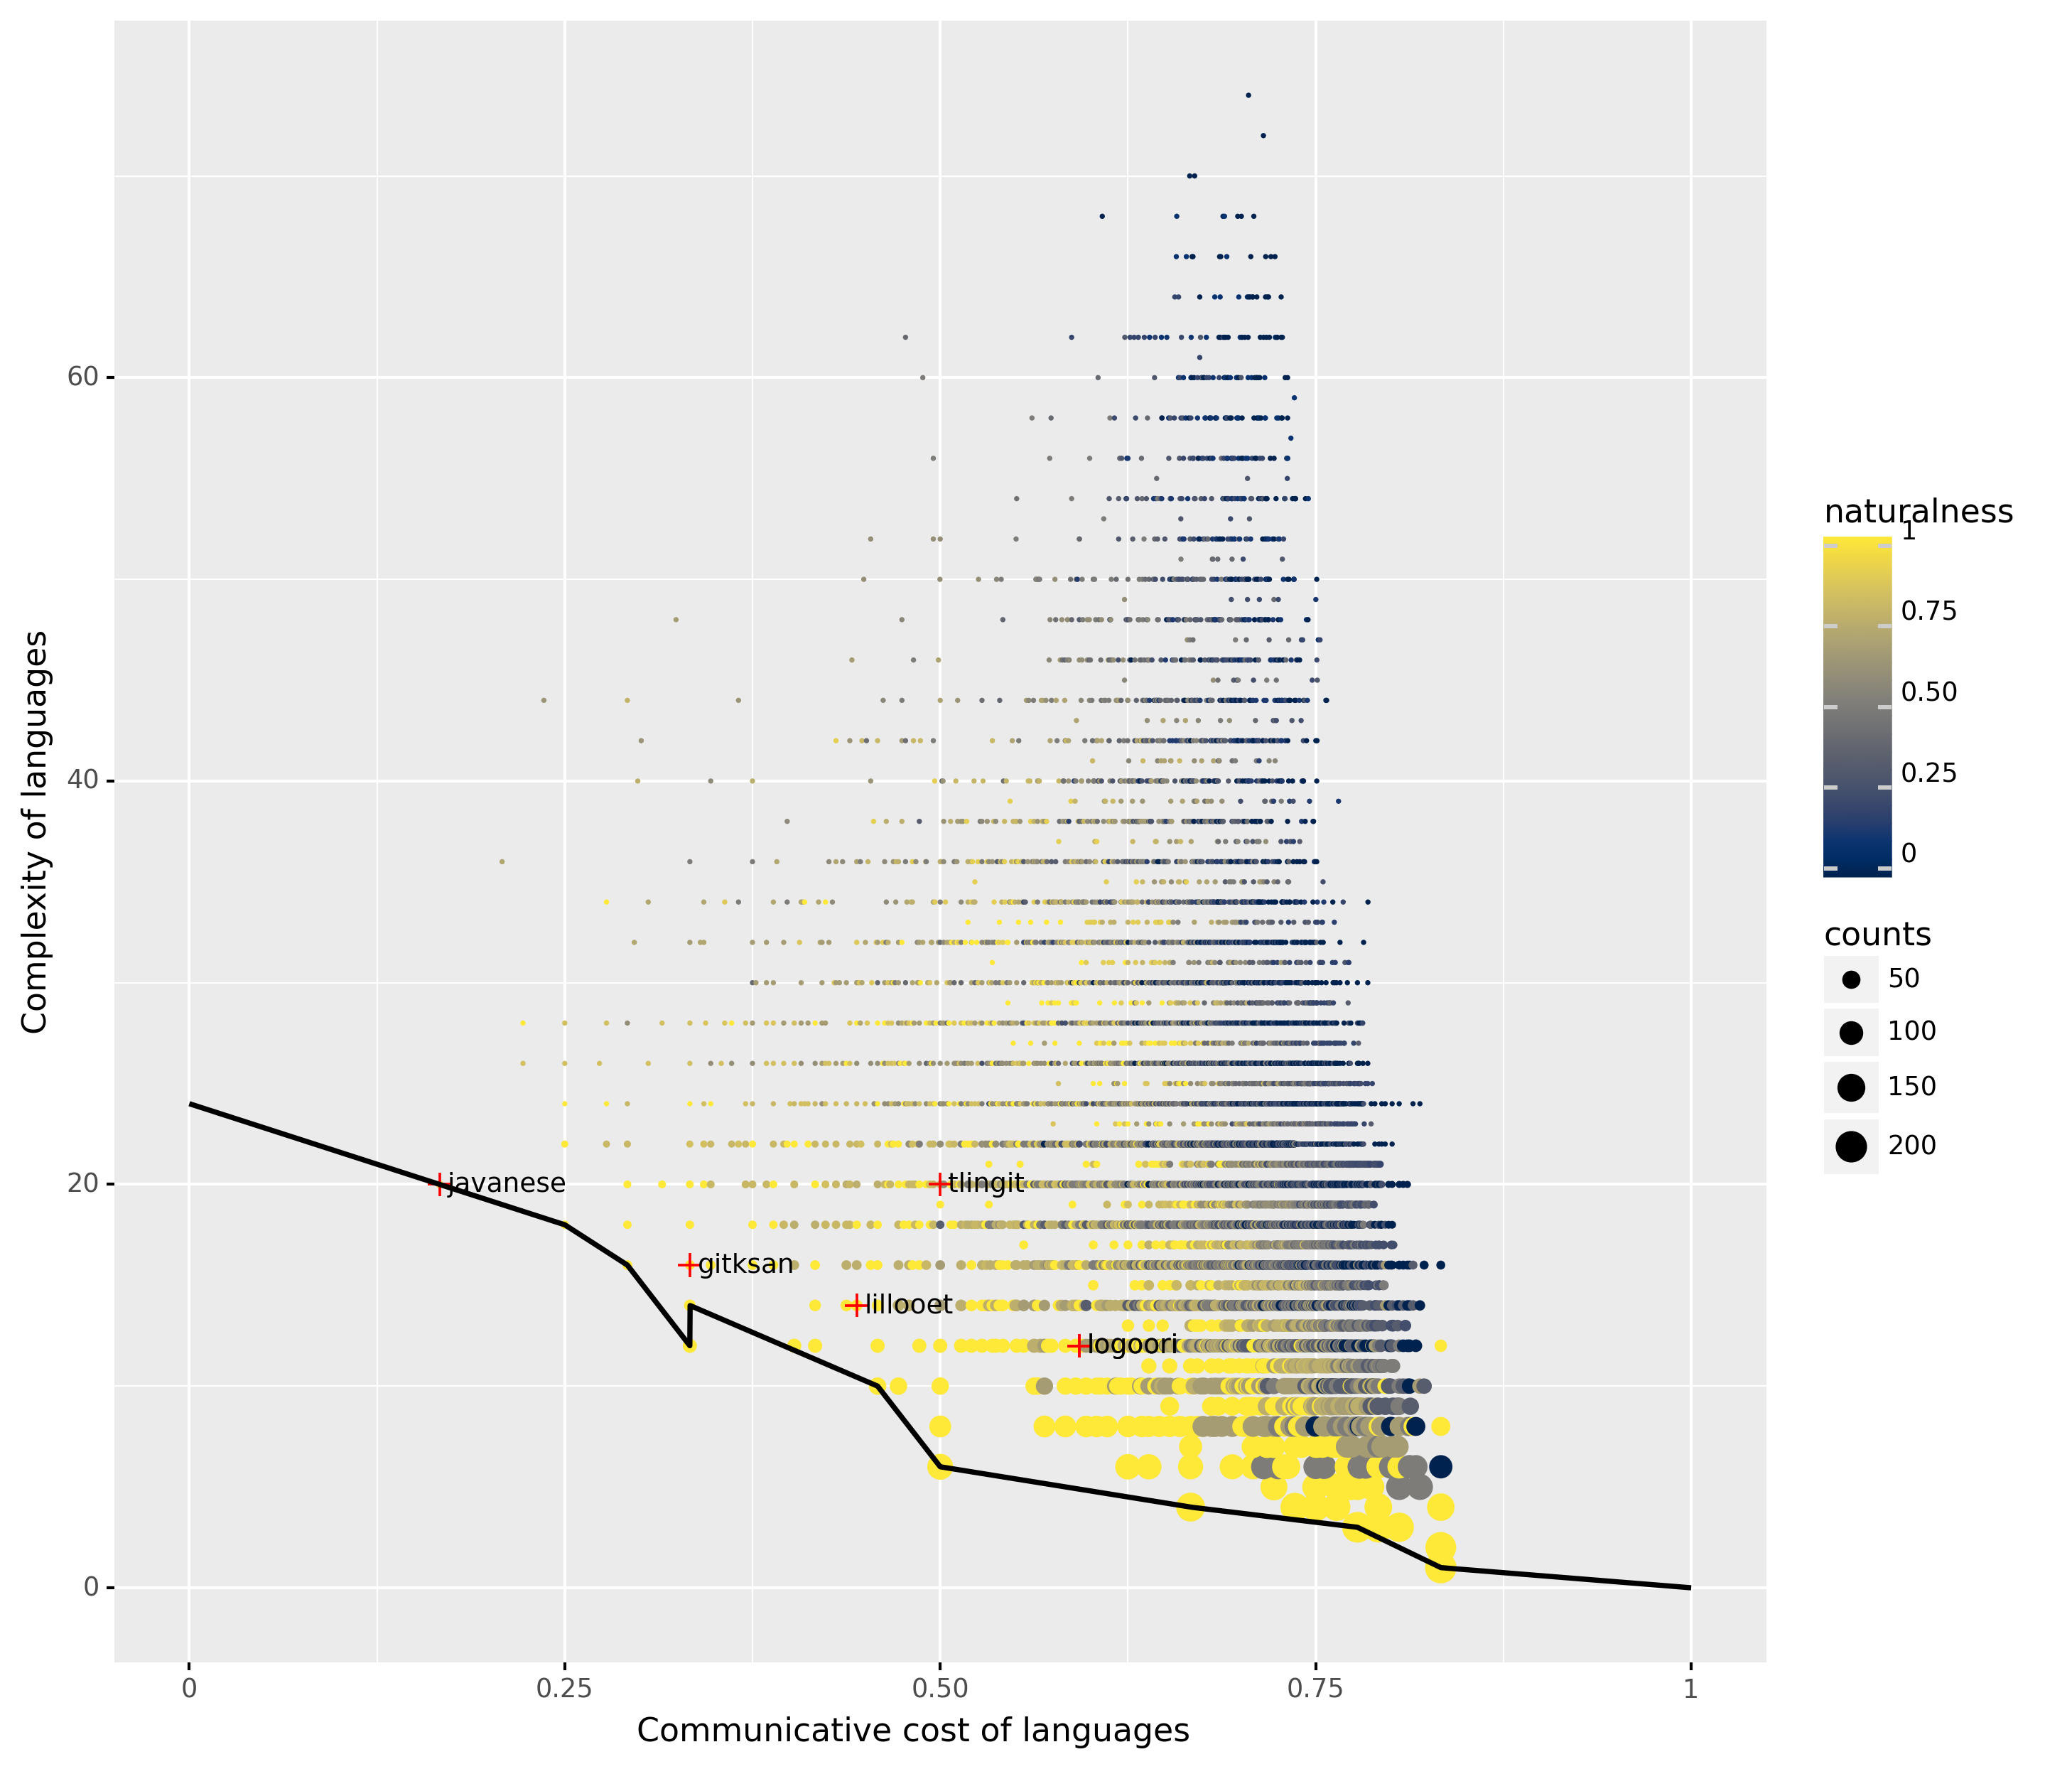 Complexity of languages
60
40
20
0
javanese
tlingit
gitksan
lillooet
logoori
0
0.25
0.50
0.75
1
Communicative cost of languages
naturalness
1
0.75
0.50
0.25
0
counts
50
100
150
200